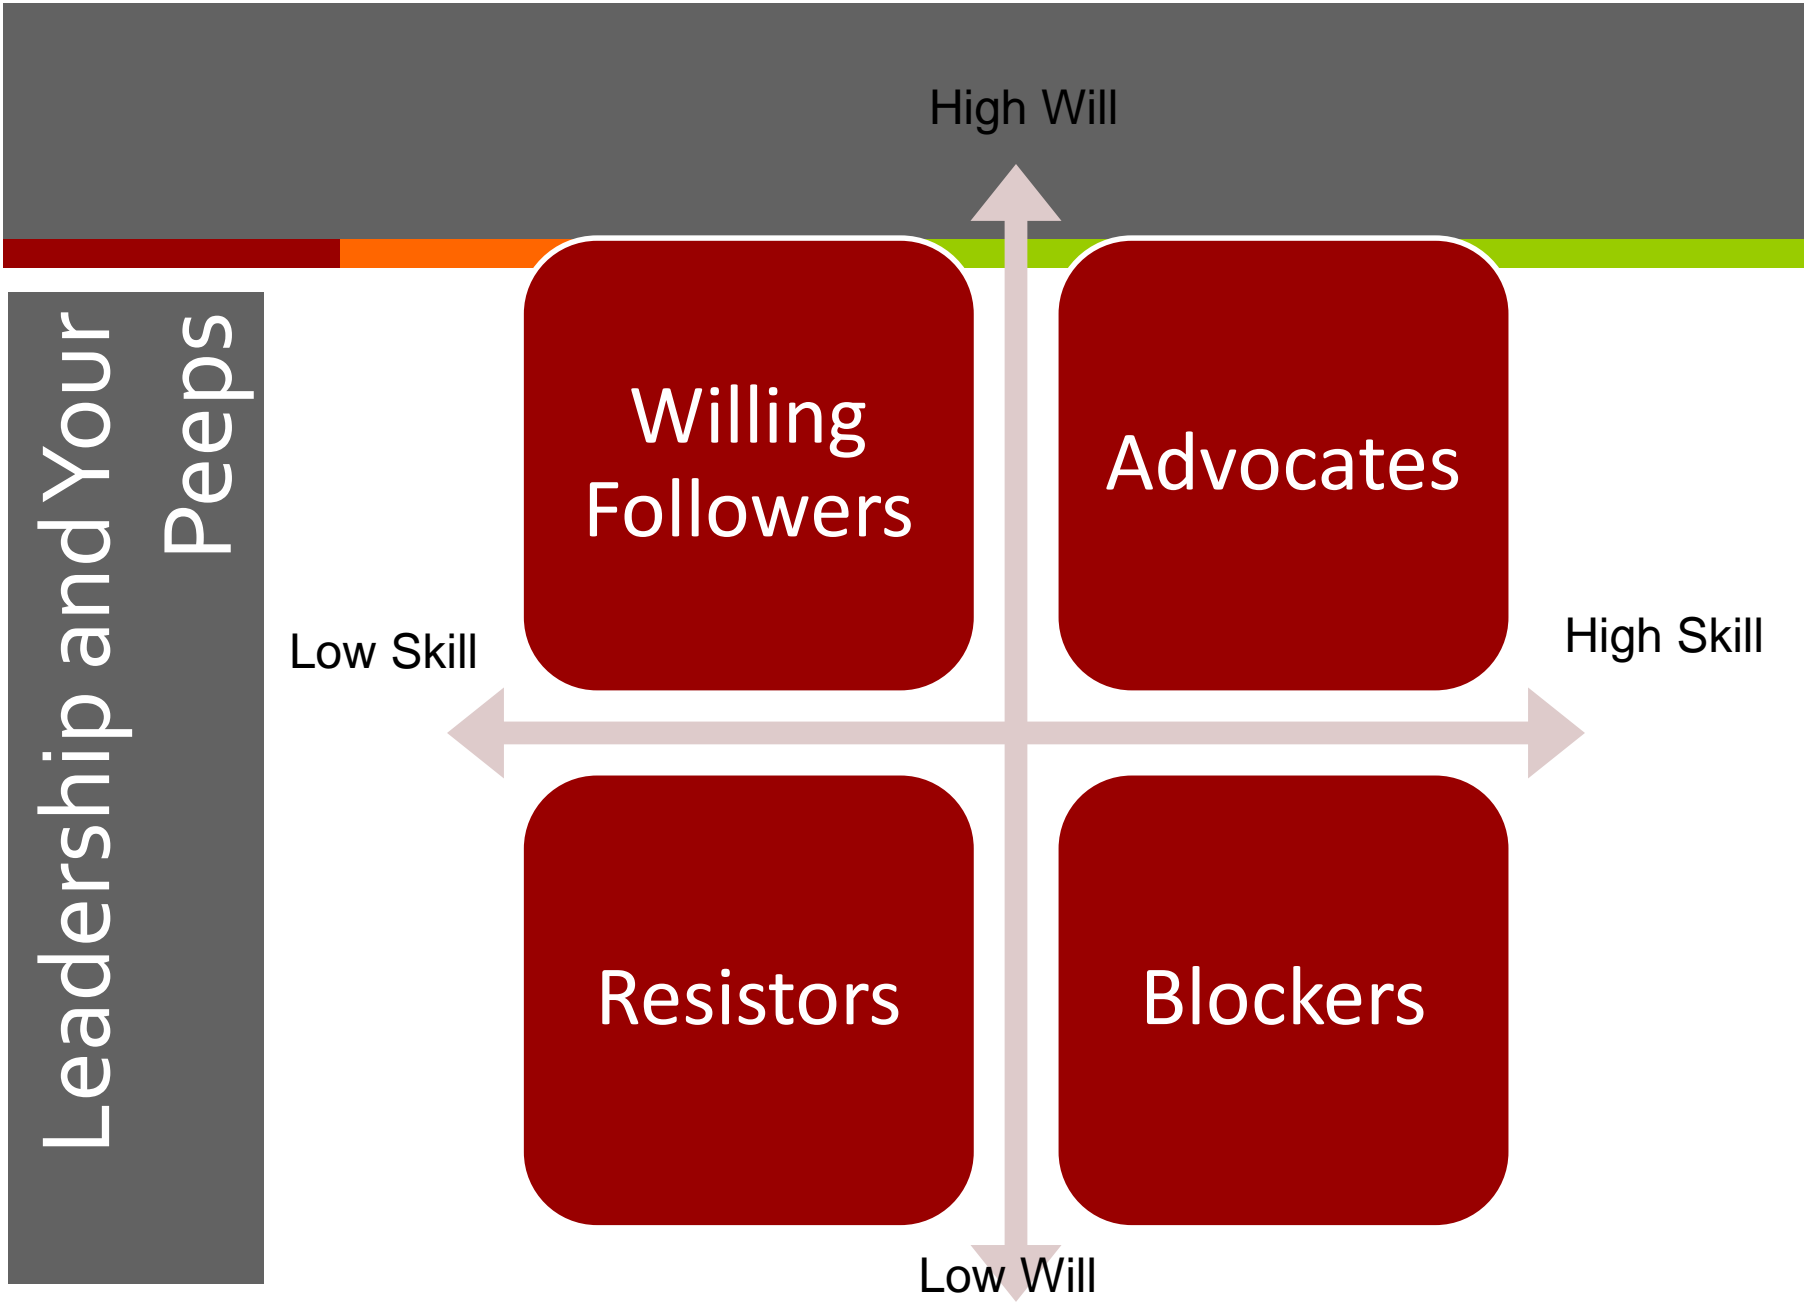 High Will
Leadership and Your
Peeps
Willing
Followers
Advocates
Low Skill
High Skill
Resistors
Blockers
Low Will